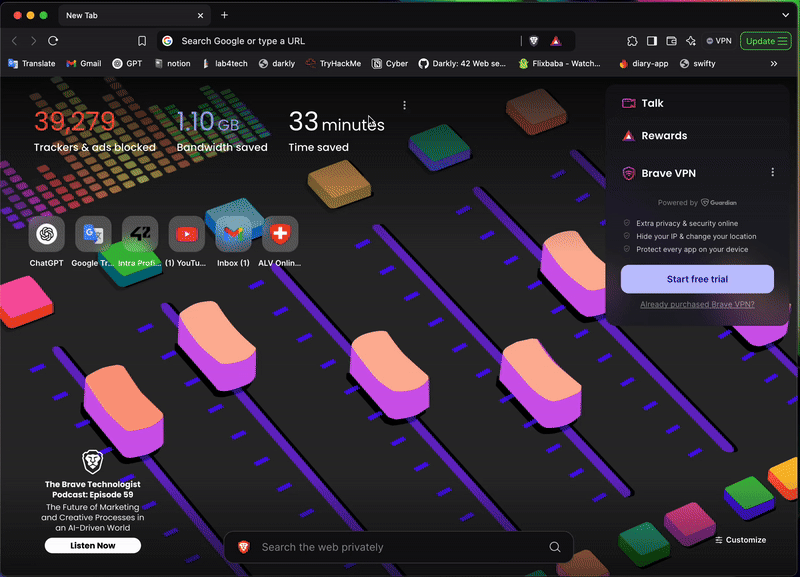 New Tab
Search Google or type a URL
VPN
Update
Translate
Gmail
GPT
notion
lab4tech
darkly
TryHackMe
Cyber
Darkly: 42 Web se...
Flixbaba - Watch...
diary-app
swifty
39,279
Trackers & ads blocked
1.10 GB
Bandwidth saved
33 minutes
Time saved
Talk
Rewards
Brave VPN
Powered by Guardian
Extra privacy & security online
Hide your IP & change your location
Protect every app on your device
Start free trial
Already purchased Brave VPN?
42
ChatGPT
Google Tr...
Intra Profi...
(1) YouTu...
Inbox (1)
ALV Onlin...
The Brave Technologist
Podcast: Episode 59
The Future of Marketing
and Creative Processes in
an AI-Driven World
Listen Now
Search the web privately
Customize